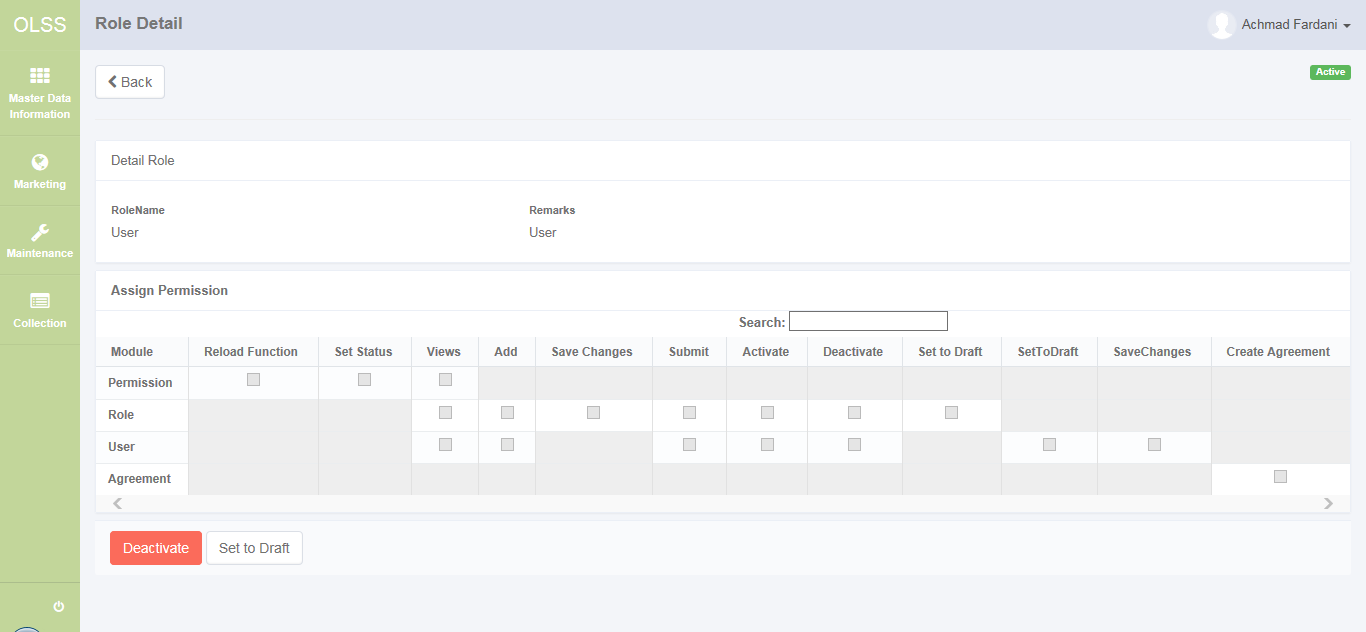 OLSS
Role Detail
Achmad Fardani
Master Data
Information
Marketing
Maintenance
Collection
Back
Active
Detail Role
RoleName
Remarks
User
User
Assign Permission
Search:
Module Reload Function Set Status Views Add Save Changes Submit Activate Deactivate Set to Draft SetToDraft SaveChanges Create Agreement
Permission
Role
User
Agreement
Deactivate
Set to Draft